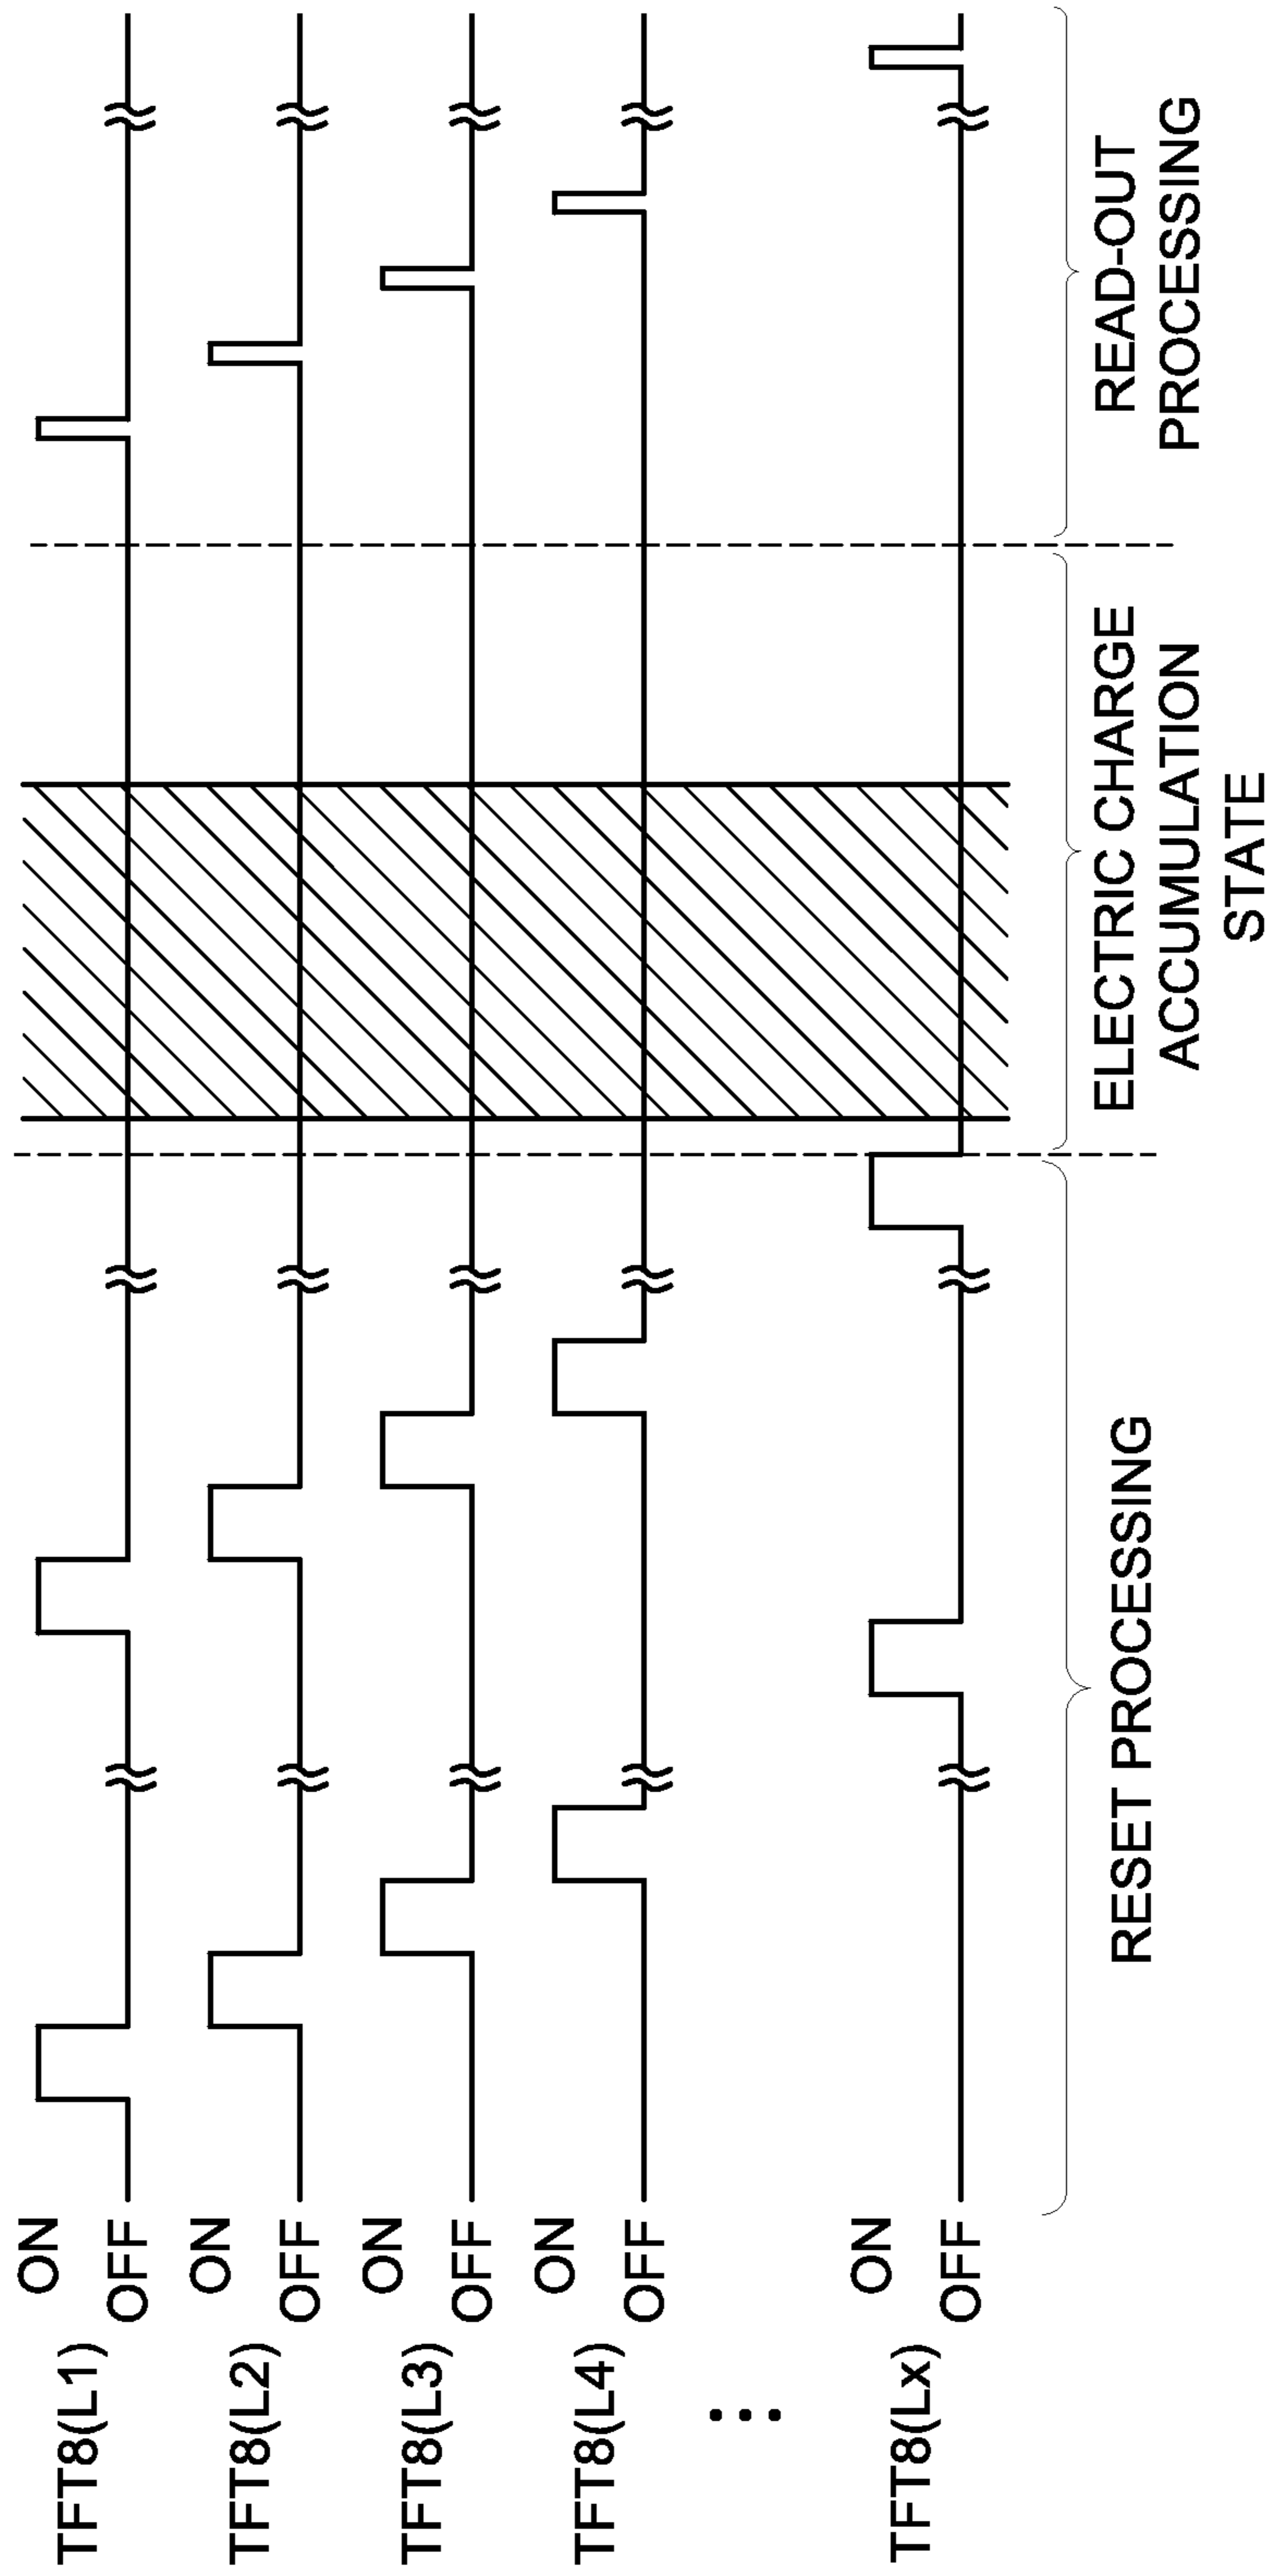 TFT8(L1)
ON
OFF
TFT8(L2)
ON
OFF
TFT8(L3)
ON
OFF
TFT8(L4)
ON
OFF
TFT8(Lx)
ON
OFF
RESET PROCESSING
ELECTRIC CHARGE
ACCUMULATION
STATE
READ-OUT
PROCESSING